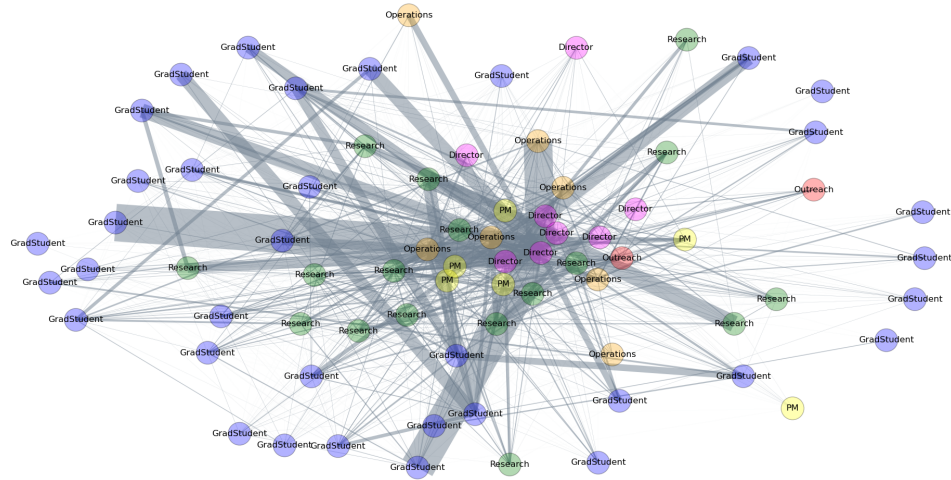 Operations
GradStudent
Director
Research
GradStudent
GradStudent
GradStudent
GradStudent
GradStudent
GradStudent
GradStudent
GradStudent
GradStudent
Operations
Research
Research
Director
GradStudent
Research
GradStudent
GradStudent
Operations
Outreach
PM
Director
GradStudent
Director
GradStudent
Research
Director
Director
Operations
GradStudent
PM
GradStudent
Operations
Director
Outreach
GradStudent
Director
Research
PM
GradStudent
Research
Research
Research
Operations
PM
PM
GradStudent
Research
Research
GradStudent
Research
GradStudent
GradStudent
Research
Research
Research
Research
GradStudent
GradStudent
GradStudent
Operations
GradStudent
GradStudent
GradStudent
PM
GradStudent
GradStudent
GradStudent
GradStudent
GradStudent
GradStudent
Research
GradStudent